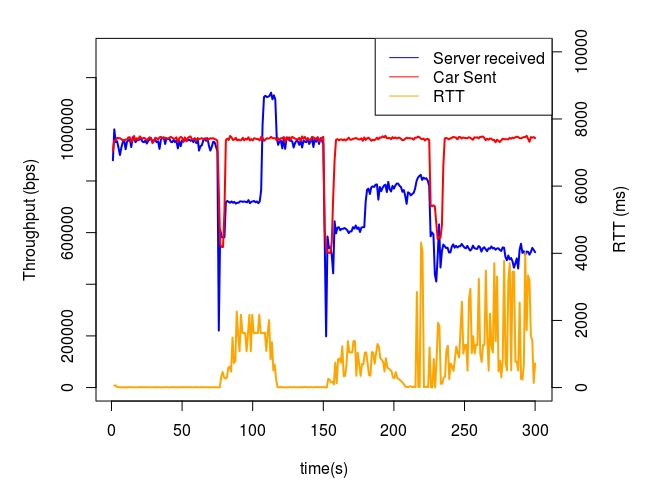 Server received
Car Sent
RTT
Throughput (bps)
0
200000
600000
1000000
RTT (ms)
0
2000
4000
6000
8000
10000
0
50
100
150
200
250
300
time(s)